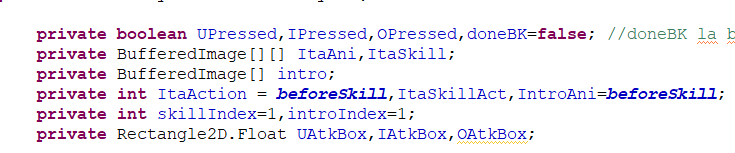 private boolean UPressed,IPressed,OPressed,doneBK=false; //doneBK la b
private BufferedImage[][] ItaAni,ItaSkill;
private BufferedImage[] intro;
private int ItaAction = beforeSkill,ItaSkillAct,IntroAni=beforeSkill;
private int skillIndex=1,introIndex=1;
private Rectangle2D.Float UAtkBox,IAtkBox,OAtkBox;